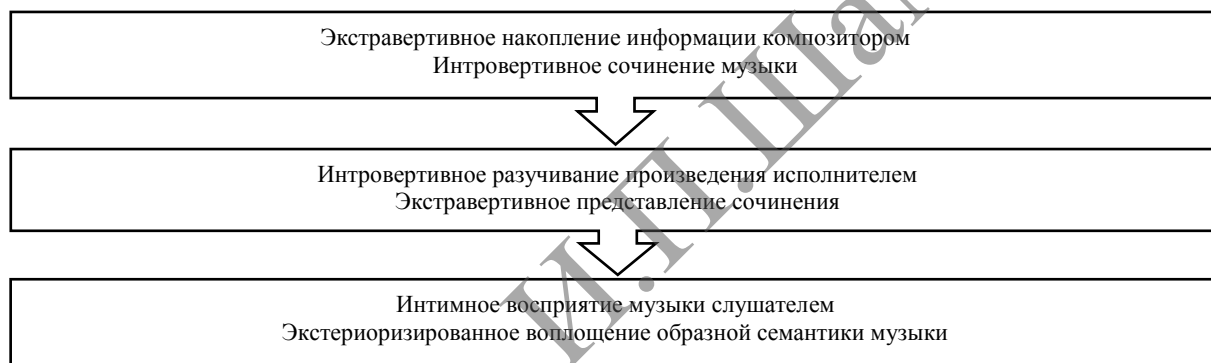 Экстравертивное накопление информации композитором
Интровертивное сочинение музыки
Интровертивное разучивание произведения исполнителем
Экстравертивное представление сочинения
Интимное восприятие музыки слушателем
Экстериоризированное воплощение образной семантики музыки
И.П.